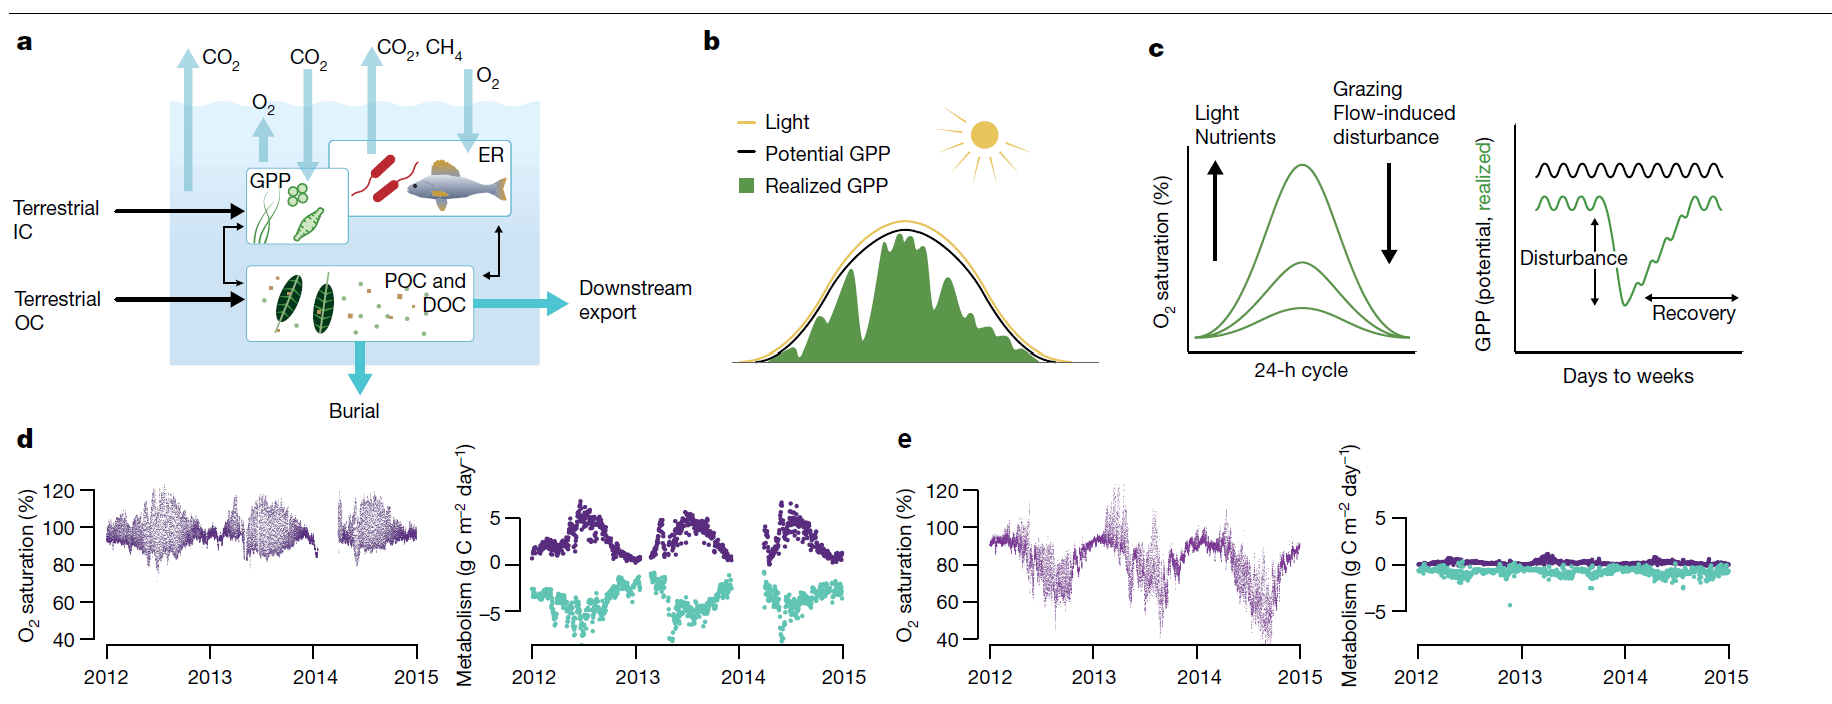 a
CO2
CO2
CO2, CH4
O2
O2
ER
GPP
Terrestrial
IC
POC and
DOC
Terrestrial
OC
Downstream
export
Burial
b
Light
Potential GPP
Realized GPP
c
Light
Nutrients
Grazing
Flow-induced
disturbance
O2 saturation (%)
24-h cycle
GPP (potential, realized)
Disturbance
Recovery
Days to weeks
d
O2 saturation (%)
120
100
80
60
40
2012
2013
2014
2015
Metabolism (g C m–2 day–1)
5
0
–5
2012
2013
2014
2015
e
O2 saturation (%)
120
100
80
60
40
2012
2013
2014
2015
Metabolism (g C m–2 day–1)
5
0
–5
2012
2013
2014
2015